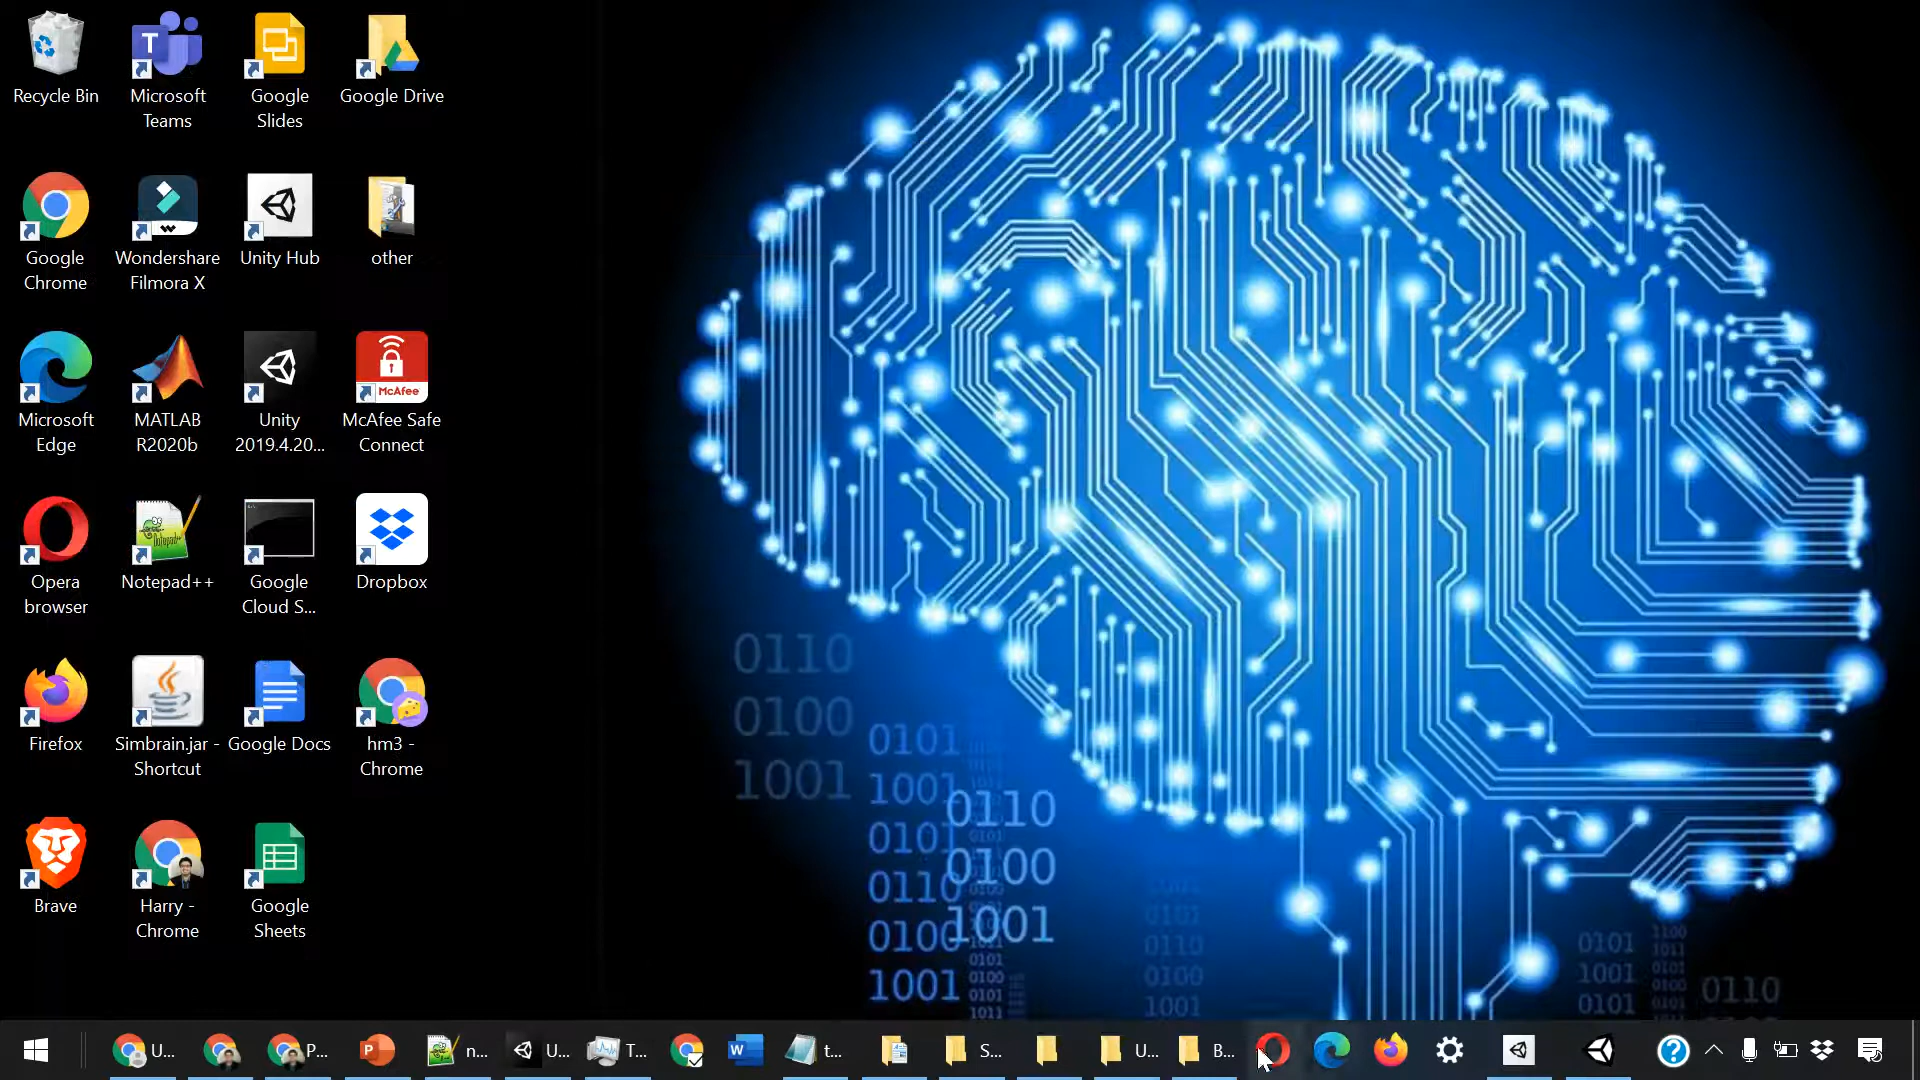 Recycle Bin
Microsoft
Teams
Google
Slides
Google Drive
Google
Chrome
Wondershare
Filmora X
Unity Hub
other
Microsoft
Edge
MATLAB
R2020b
Unity
2019.4.20...
McAfee
McAfee Safe
Connect
Opera
browser
Notepad++
Google
Cloud S...
Dropbox
Firefox
Simbrain.jar -
Shortcut
Google Docs
hm3 -
Chrome
Brave
Harry -
Chrome
Google
Sheets
0110
0100
1001
0101
1001
0101
0110
0100
1001
0110
0100
1001
0101
1001
0101
0110
U...
P...
n...
U...
T...
t...
S...
U...
B...